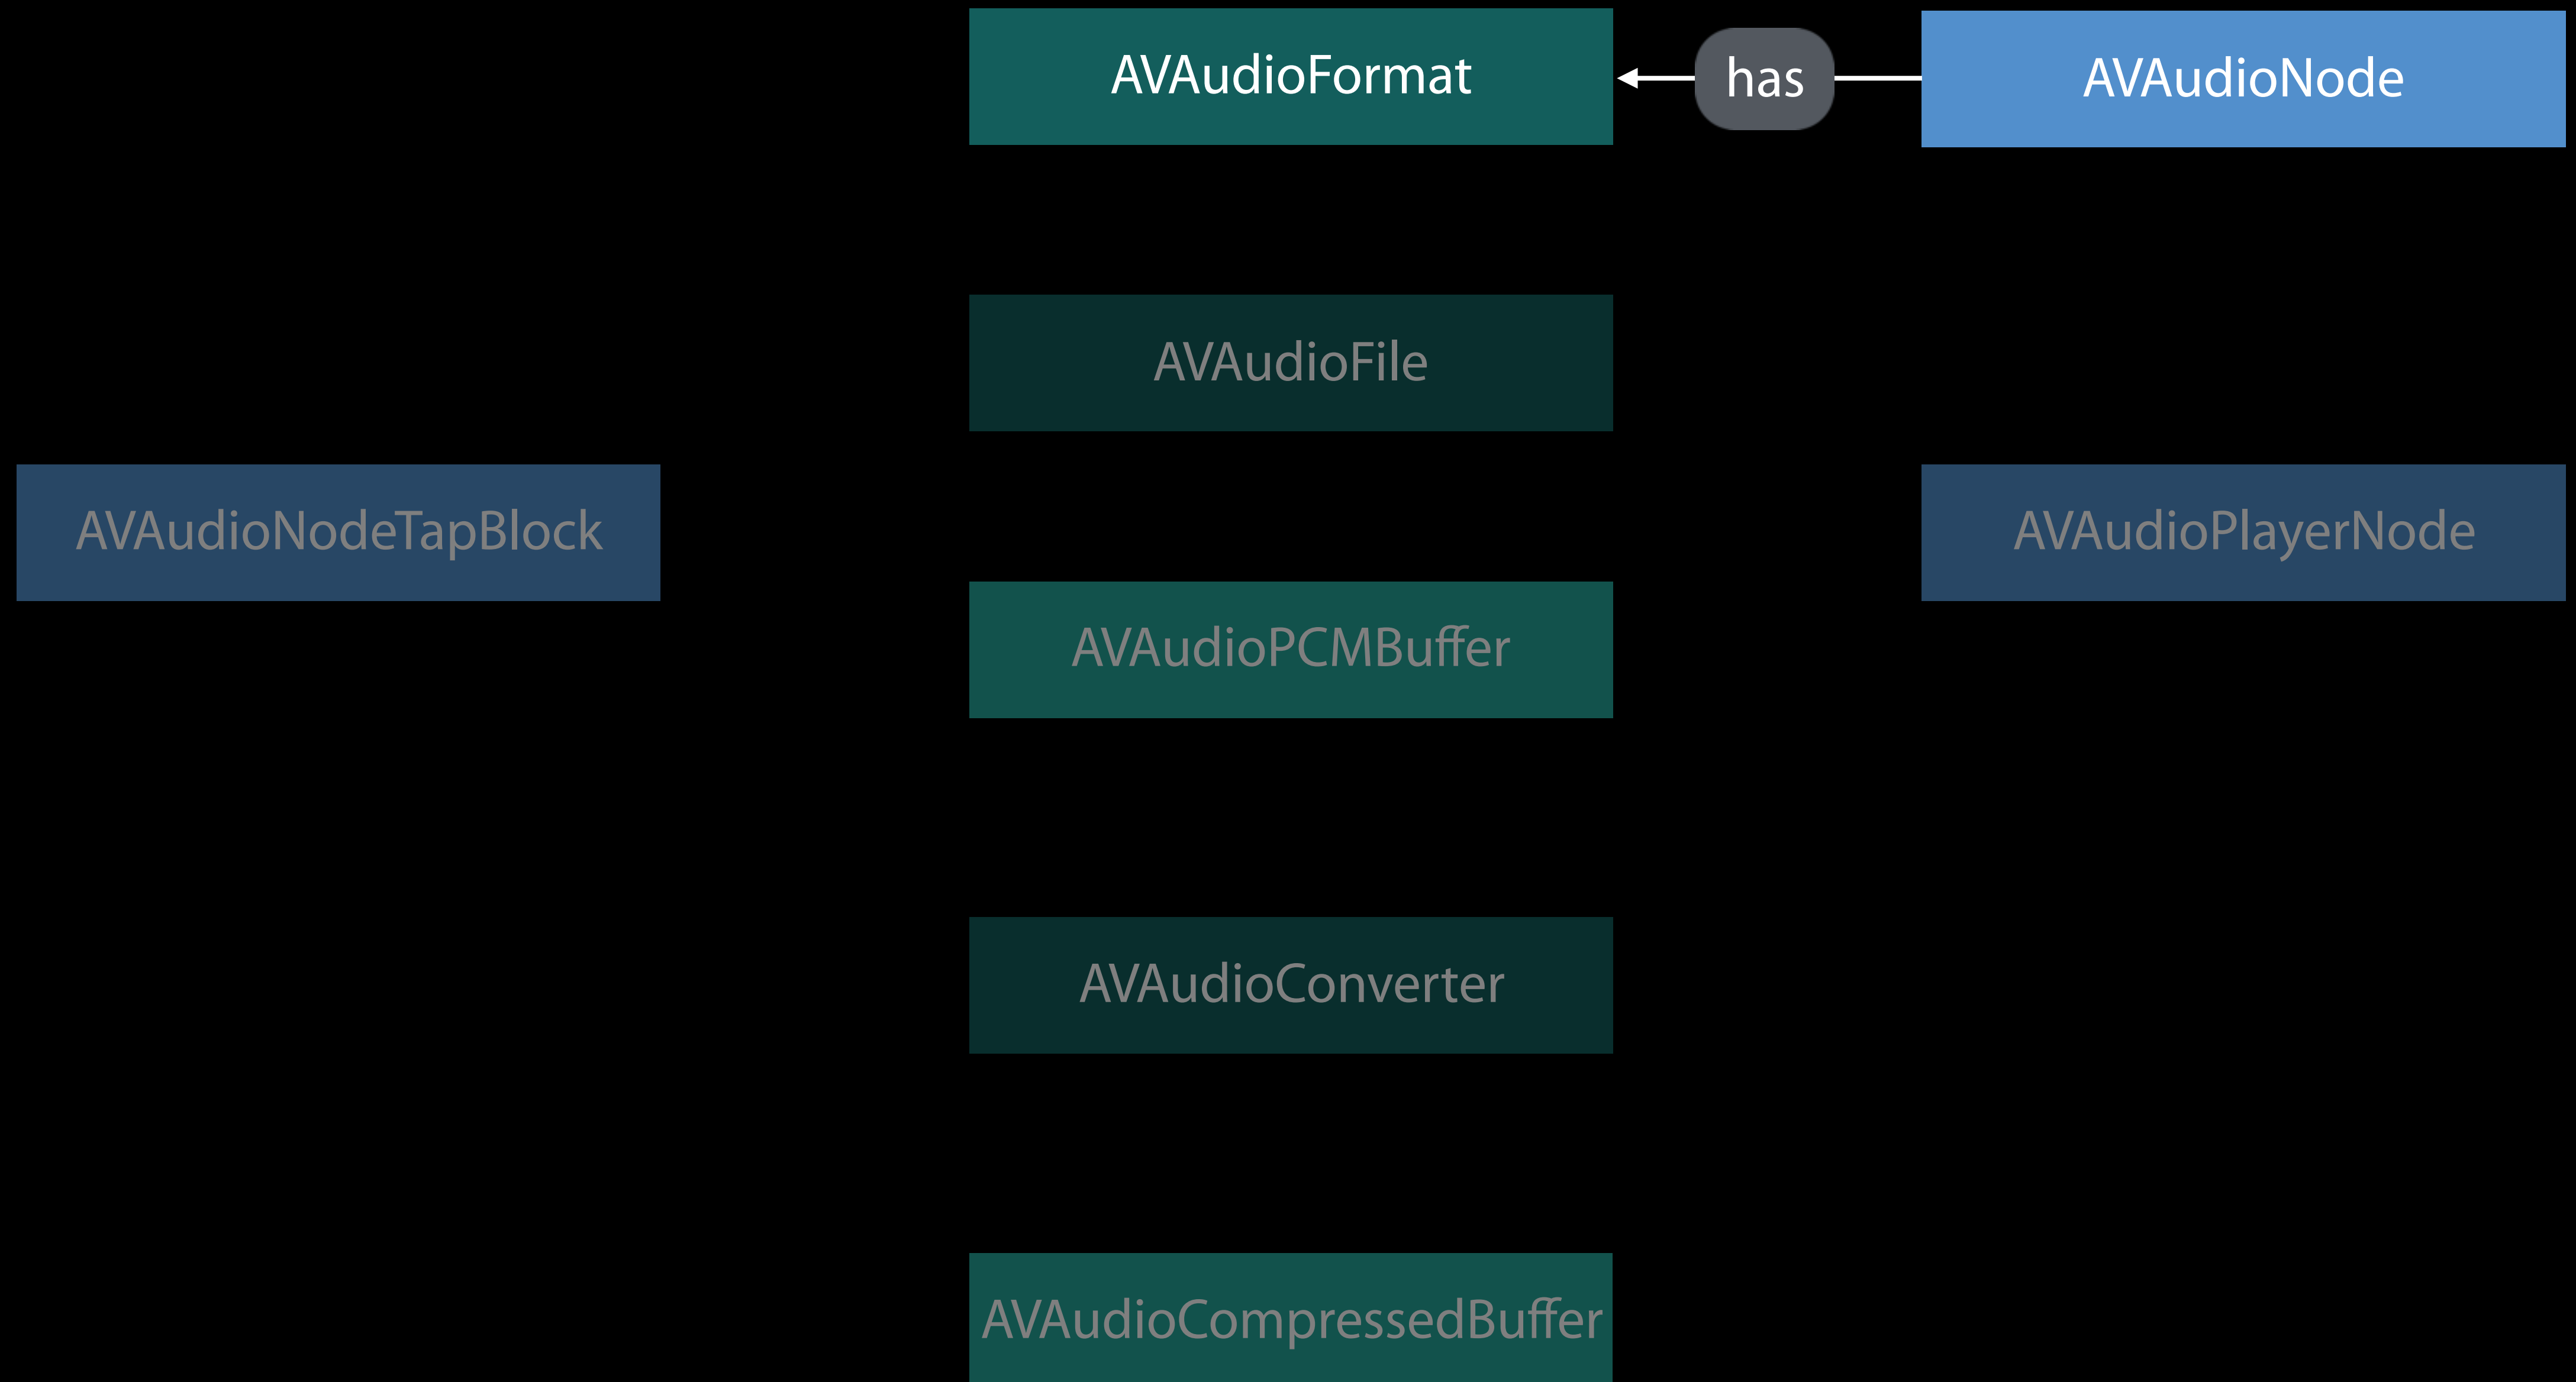 AVAudioFormat
has
AVAudioNode
AVAudioFile
AVAudioNodeTapBlock
AVAudioPlayerNode
AVAudioPCMBuffer
AVAudioConverter
AVAudioCompressedBuffer